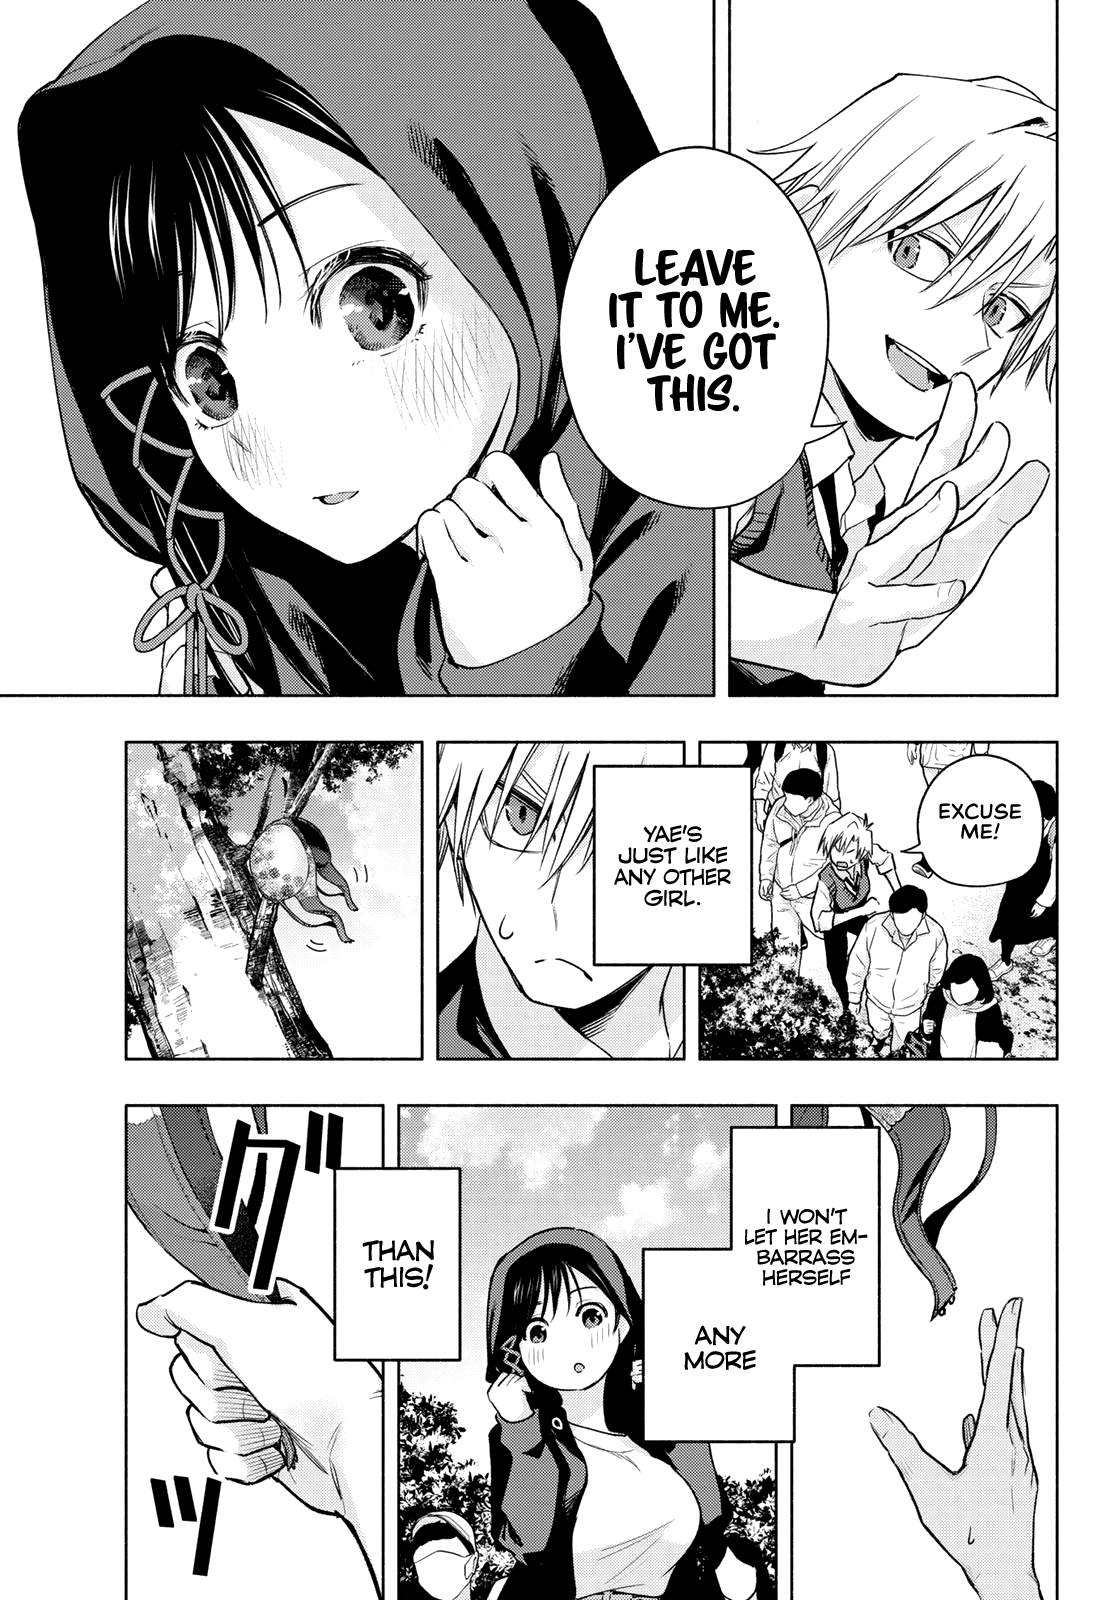 LEAVE
IT TO ME.
I'VE GOT
THIS.
EXCUSE
ME!
YAE'S
JUST LIKE
ANY OTHER
GIRL.
I WON'T
LET HER EM-
BARRASS
HERSELF
ANY
MORE
THAN
THIS!
グッ